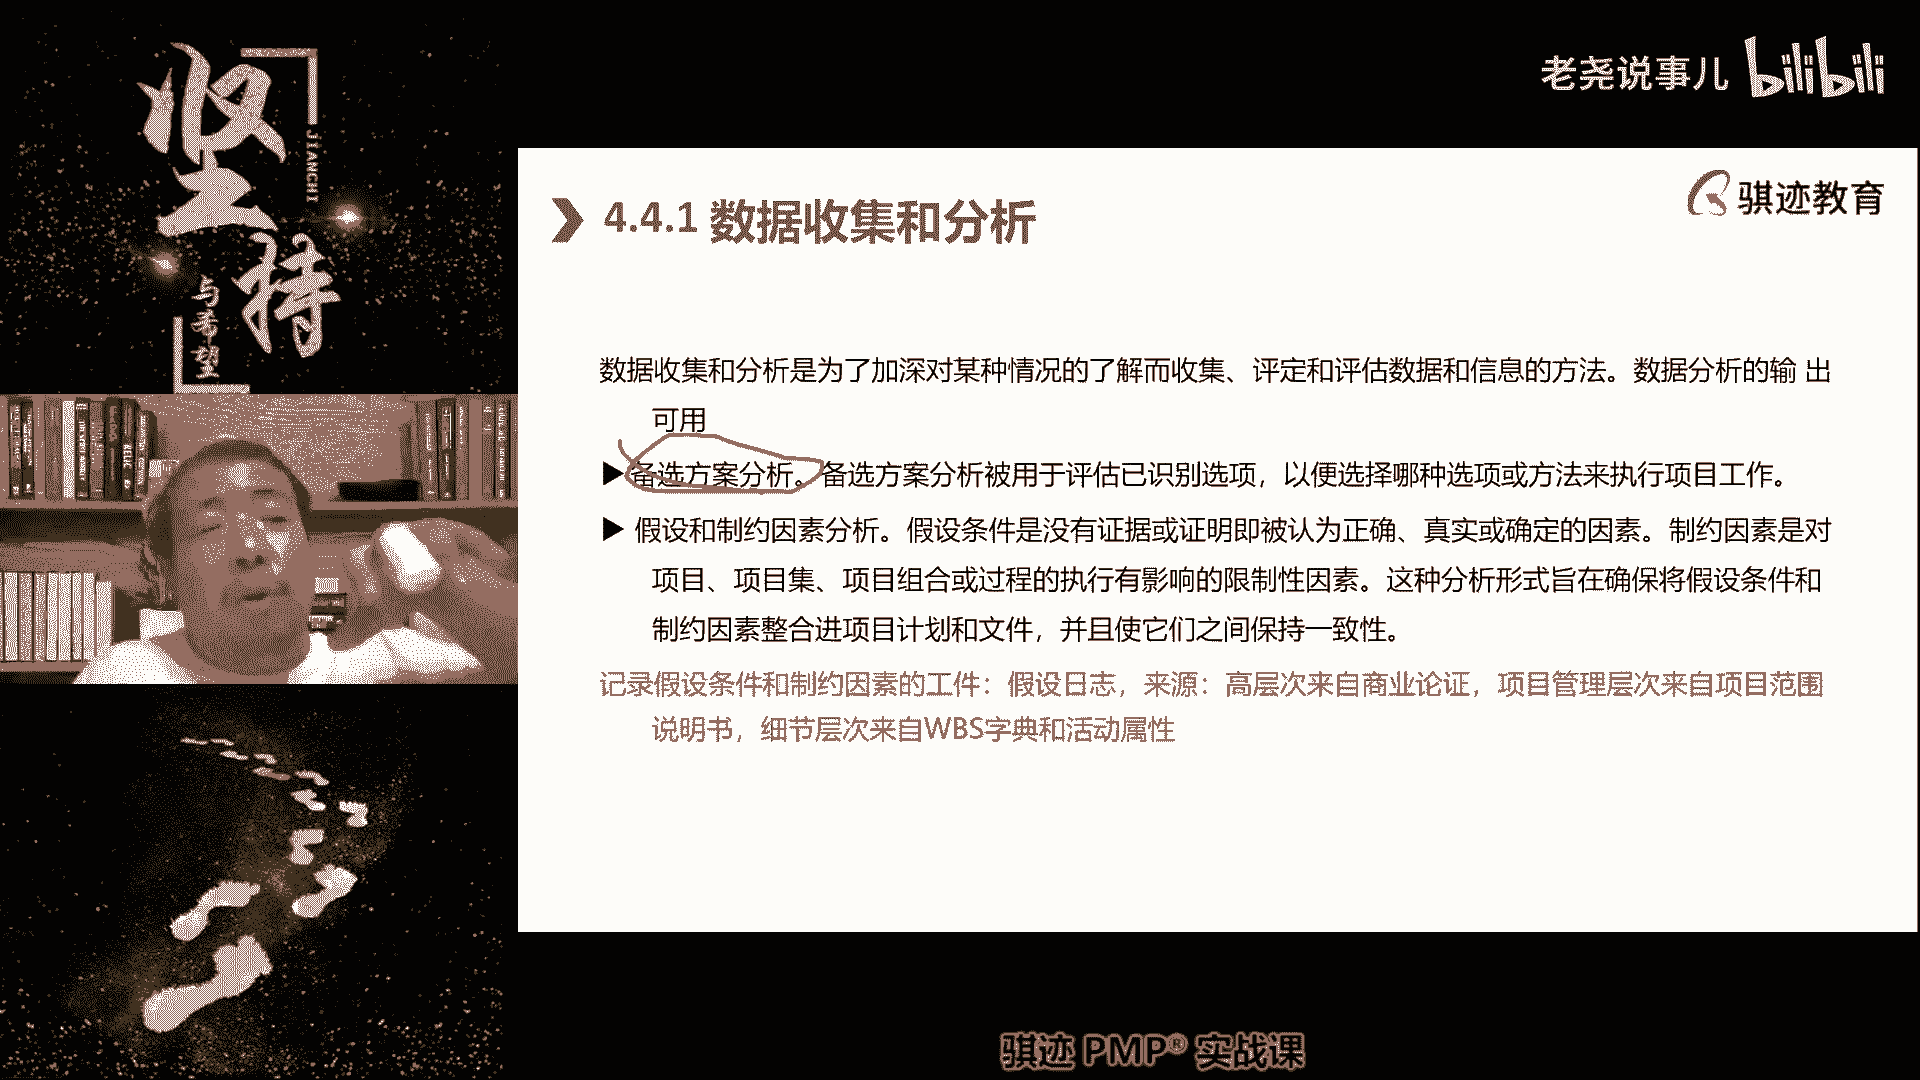 坚持
JIANCHI
与希望
老尧说事儿 bilibili
骐迹教育
4.4.1 数据收集和分析
数据收集和分析是为了加深对某种情况的了解而收集、评定和评估数据和信息的方法。数据分析的输 出
可用
▶备选方案分析。备选方案分析被用于评估已识别选项，以便选择哪种选项或方法来执行项目工作。
▶ 假设和制约因素分析。假设条件是没有证据或证明即被认为正确、真实或确定的因素。制约因素是对
项目、项目集、项目组合或过程的执行有影响的限制性因素。这种分析形式旨在确保将假设条件和
制约因素整合进项目计划和文件，并且使它们之间保持一致性。
记录假设条件和制约因素的工件：假设日志，来源：高层次来自商业论证，项目管理层次来自项目范围
说明书，细节层次来自WBS字典和活动属性
骐迹 PMP® 实战课